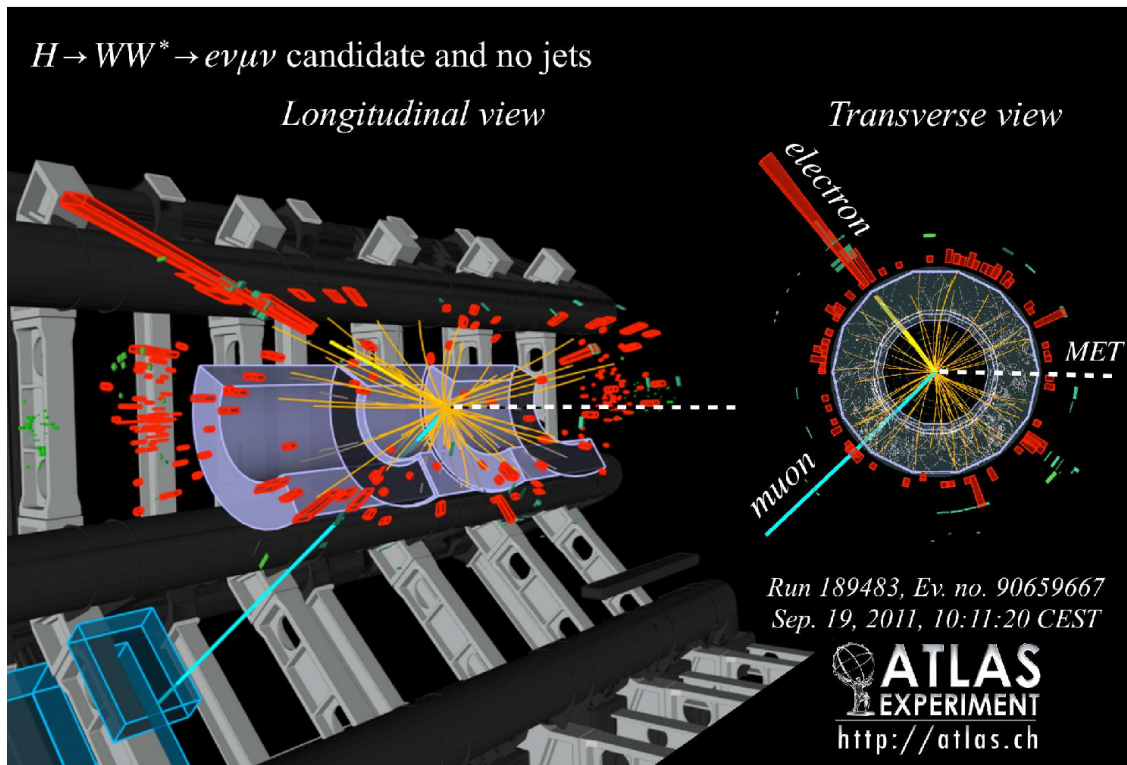 H → WW* → eνμν candidate and no jets
Longitudinal view
Transverse view
electron
MET
muon
Run 189483, Ev. no. 90659667
Sep. 19, 2011, 10:11:20 CEST
ATLAS
EXPERIMENT
http://atlas.ch